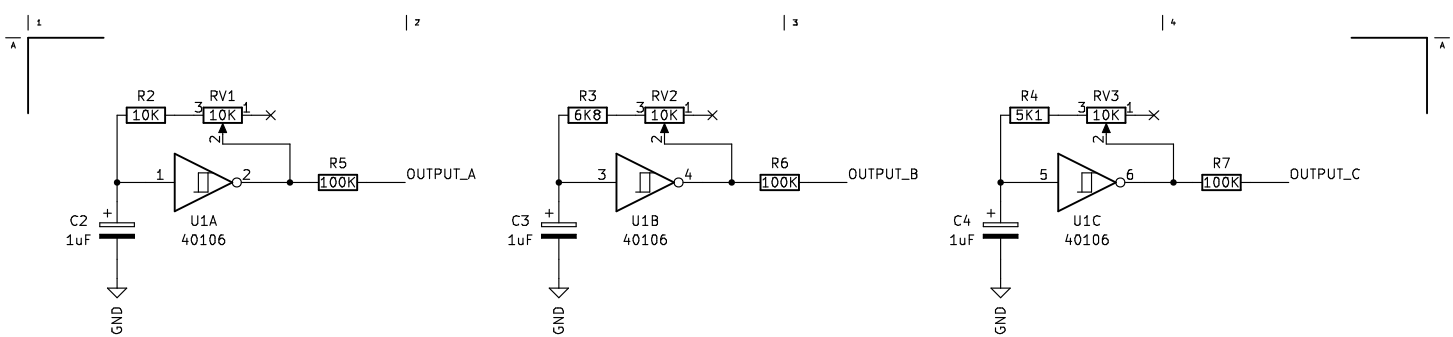 1 2 3 4
A A
R2 RV1 R3 RV2 R4 RV3
10K 3 10K 1 6K8 3 10K 1 5K1 3 10K 1
2 2 2
R5 R6 R7
1 2 100K OUTPUT_A 3 4 100K OUTPUT_B 5 6 100K OUTPUT_C
+ + +
C2 U1A C3 U1B C4 U1C
1uF 40106 1uF 40106 1uF 40106
GND GND GND